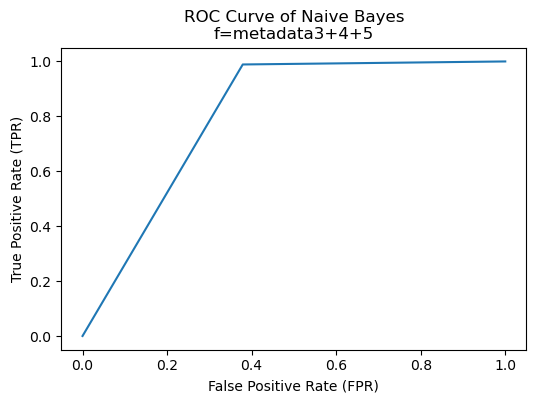 ROC Curve of Naive Bayes
f=metadata3+4+5
True Positive Rate (TPR)
1.0
0.8
0.6
0.4
0.2
0.0
0.0 0.2 0.4 0.6 0.8 1.0
False Positive Rate (FPR)